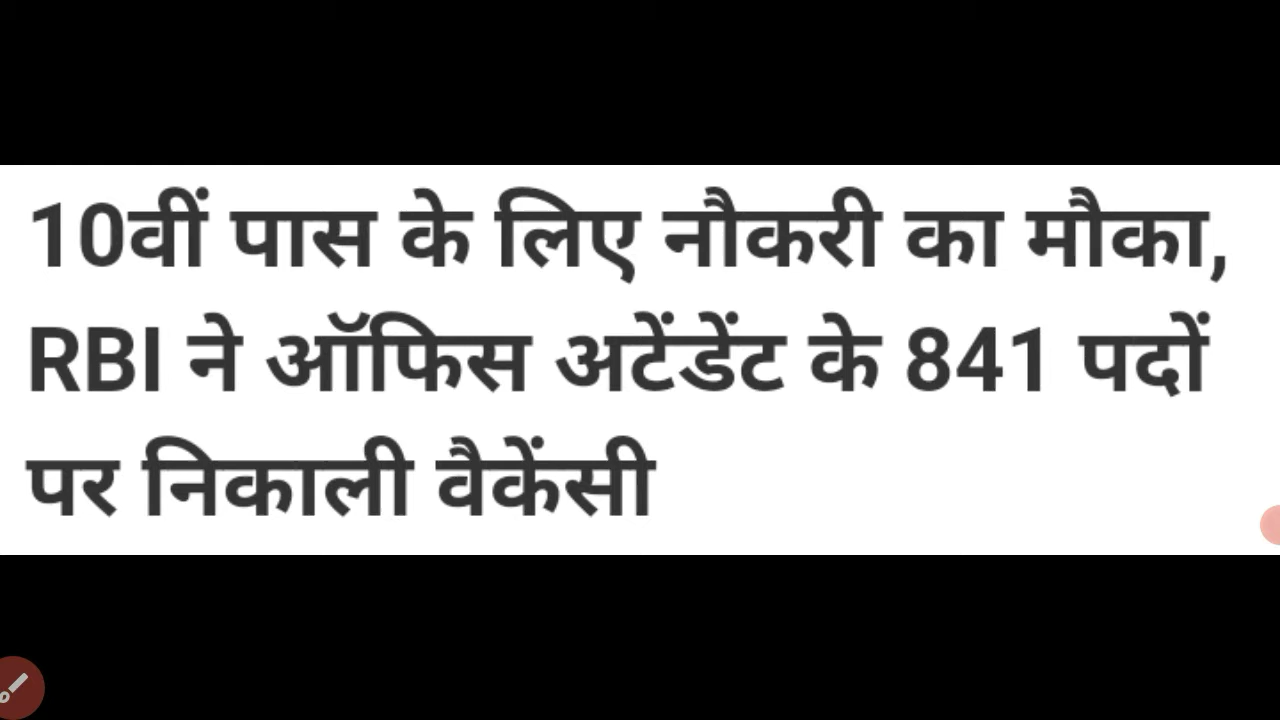 10वीं पास के लिए नौकरी का मौका,
RBI ने ऑफिस अटेंडेंट के 841 पदों
पर निकाली वैकेंसी